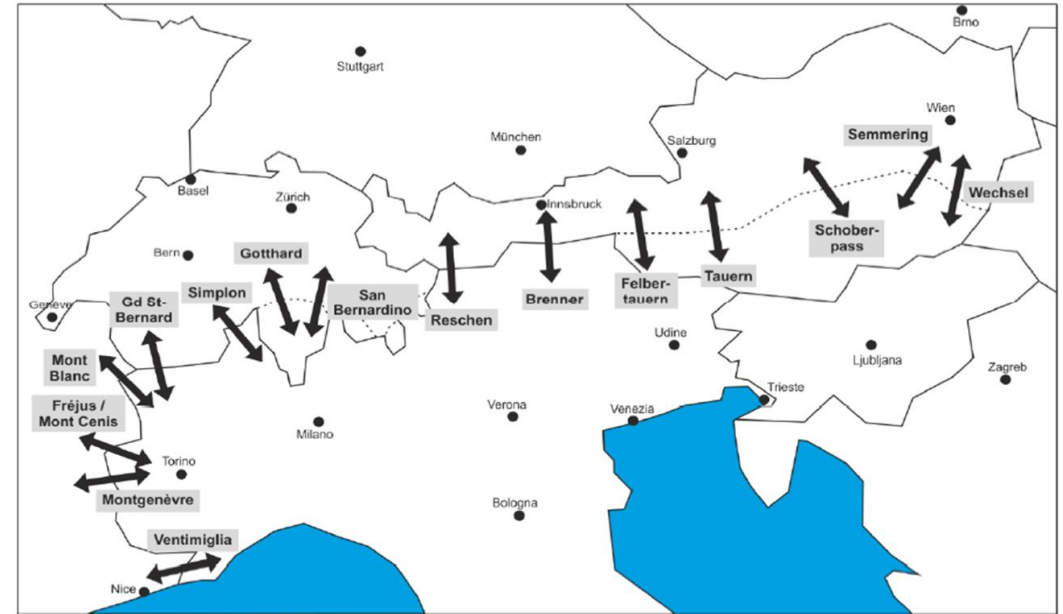 Brno
Stuttgart
Wien
Semmering
München
Salzburg
Basel
Zürich
Innsbruck
Wechsel
Bern
Gotthard
Schober-
pass
Genève
Gd St-
Bernard
Simplon
San
Bernardino
Reschen
Brenner
Felber-
tauern
Tauern
Mont
Blanc
Udine
Ljubljana
Zagreb
Fréjus /
Mont Cenis
Milano
Verona
Venezia
Trieste
Torino
Montgenèvre
Bologna
Ventimiglia
Nice